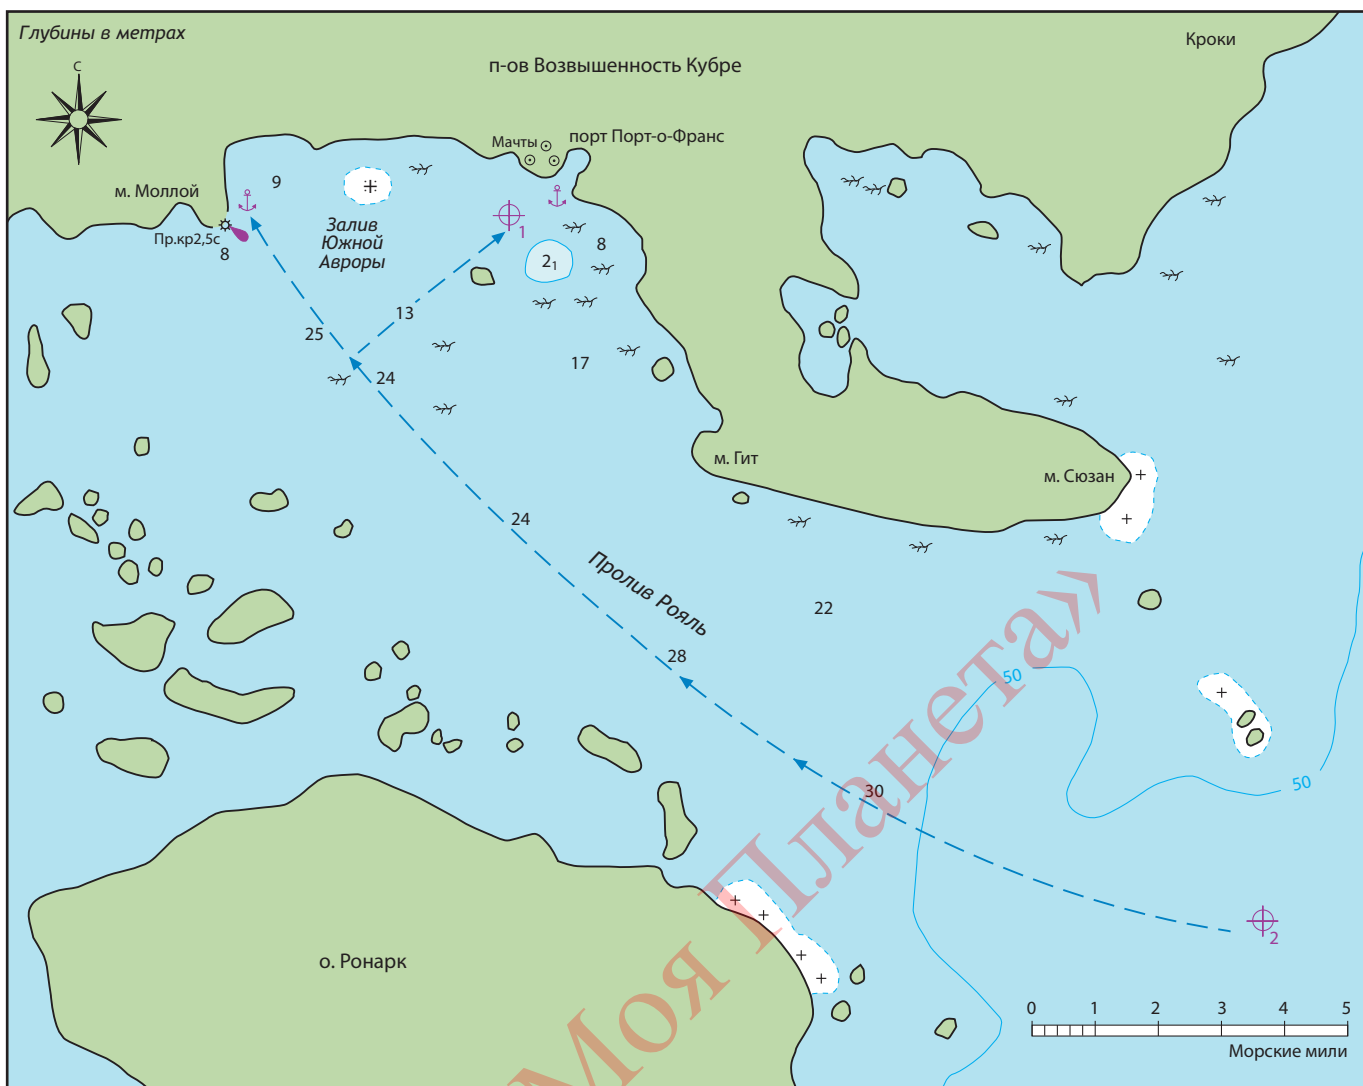 Глубины в метрах
Кроки
п-ов Возвышенность Кубре
С
Мачты
порт Порт-о-Франс
м. Моллой
9
Пр.кр2,5с
8
Залив
Южной
Авроры
1
8
2₁
13
25
17
24
м. Гит
м. Сюзан
24
Пролив Рояль
22
28
50
50
30
2
о. Ронарк
0 1 2 3 4 5
Морские мили
Моя Планета»